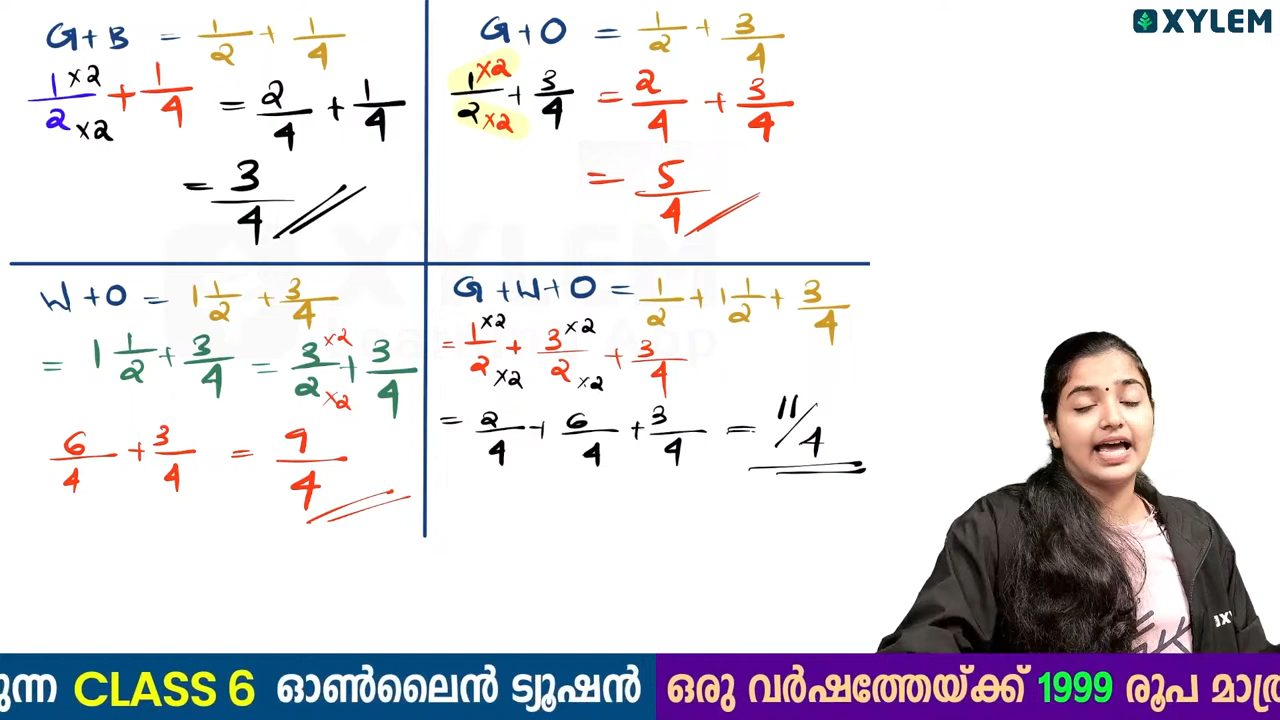 XYLEM
G+B = 1/2 + 1/4
1×2/2×2 + 1/4 = 2/4 + 1/4
= 3/4
G+O = 1/2 + 3/4
1×2/2×2 + 3/4 = 2/4 + 3/4
= 5/4
W+O = 1 1/2 + 3/4
= 1 1/2 + 3/4 = 3×2/2×2 + 3/4
6/4 + 3/4 = 9/4
G+W+O = 1/2 + 1 1/2 + 3/4
= 1×2/2×2 + 3×2/2×2 + 3/4
= 2/4 + 6/4 + 3/4 = 11/4
XYLEM
Learning App
XY
CLASS 6 ഓൺലൈൻ ട്യൂഷൻ ഒരു വർഷത്തേയ്ക്ക് 1999 രൂപ